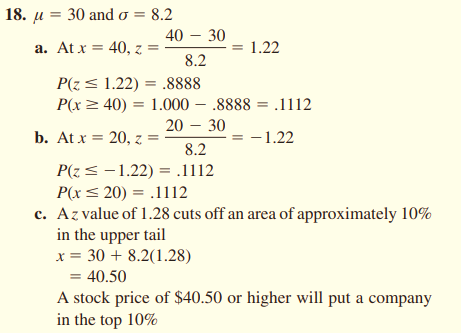 18. μ = 30 and σ = 8.2
a. At x = 40, z = (40 − 30)/8.2 = 1.22
P(z ≤ 1.22) = .8888
P(x ≥ 40) = 1.000 − .8888 = .1112
b. At x = 20, z = (20 − 30)/8.2 = −1.22
P(z ≤ −1.22) = .1112
P(x ≤ 20) = .1112
c. A z value of 1.28 cuts off an area of approximately 10%
in the upper tail
x = 30 + 8.2(1.28)
= 40.50
A stock price of $40.50 or higher will put a company
in the top 10%